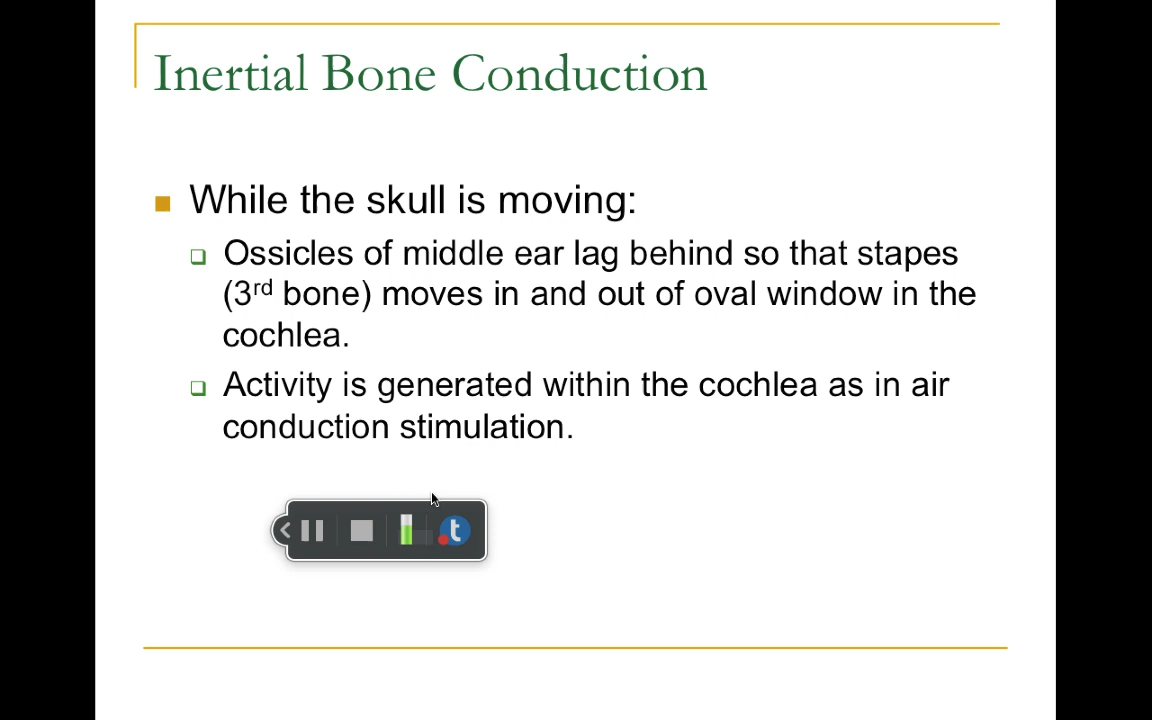 Inertial Bone Conduction
While the skull is moving:
Ossicles of middle ear lag behind so that stapes
(3rd bone) moves in and out of oval window in the
cochlea.
Activity is generated within the cochlea as in air
conduction stimulation.
t